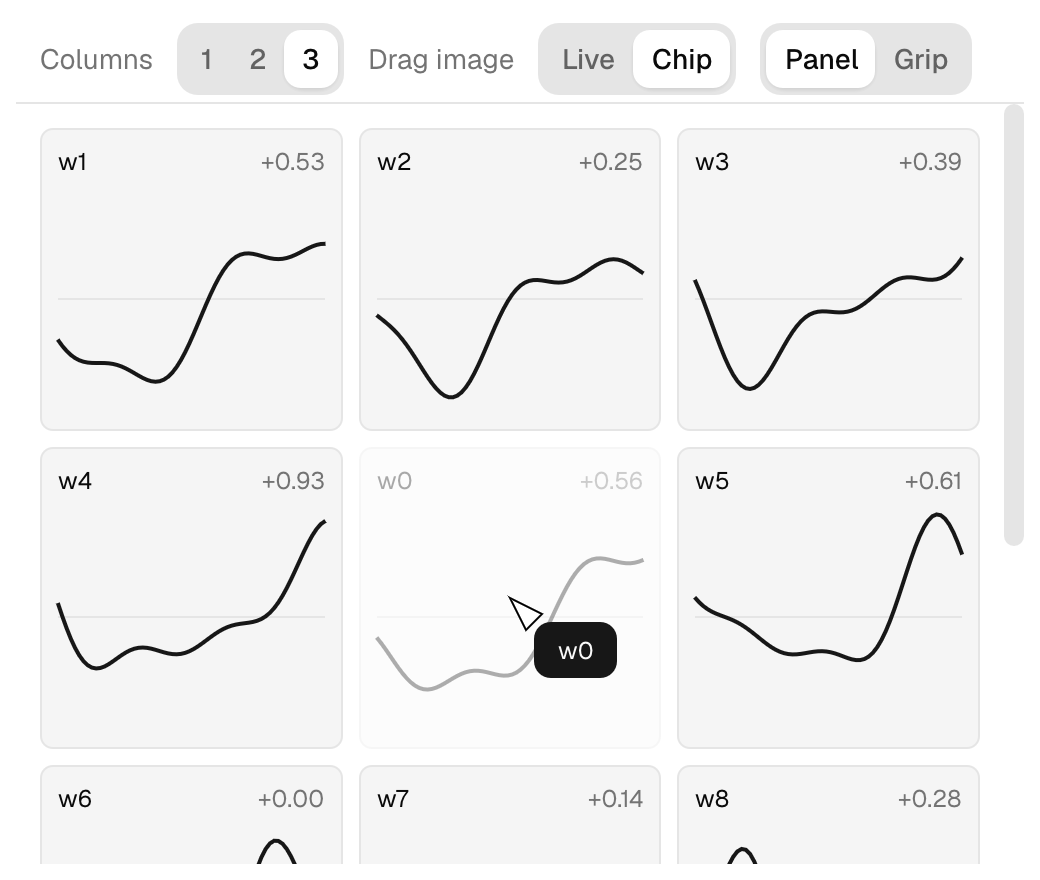 Columns 1 2 3 Drag image Live Chip Panel Grip
w1 +0.53 w2 +0.25 w3 +0.39
w4 +0.93 w0 +0.56 w5 +0.61
w0
w6 +0.00 w7 +0.14 w8 +0.28